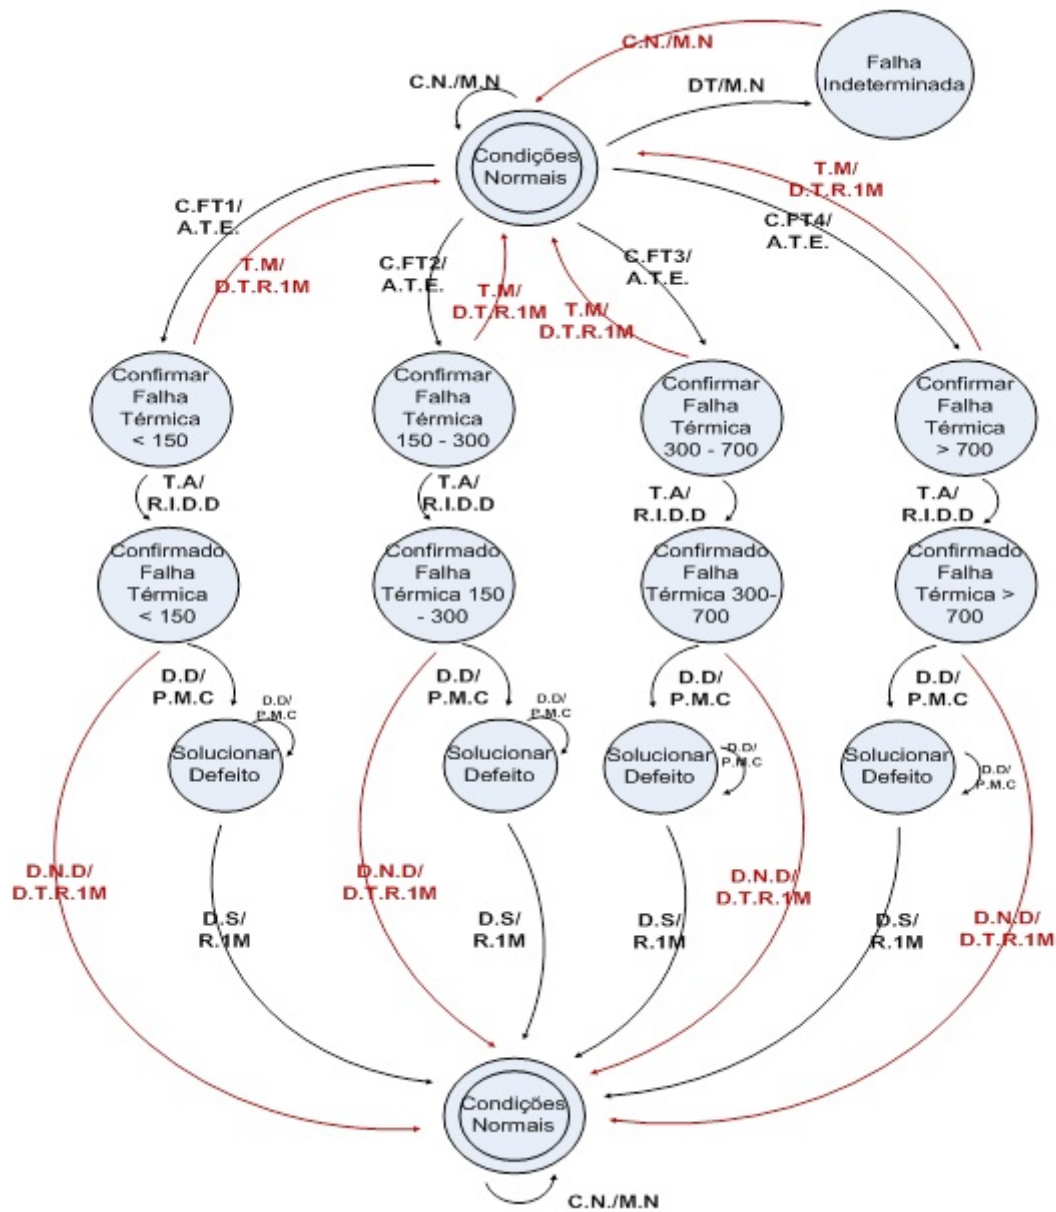 C.N./M.N
Falha
Indeterminada
C.N./M.N
DT/M.N
Condições
Normais
C.FT1/
A.T.E.
T.M/
D.T.R.1M
C.FT2/
A.T.E.
T.M/
D.T.R.1M
T.M/
D.T.R.1M
C.FT3/
A.T.E.
C.FT4/
A.T.E.
T.M/
D.T.R.1M
Confirmar
Falha
Térmica
< 150
Confirmar
Falha
Térmica
150 - 300
Confirmar
Falha
Térmica
300 - 700
Confirmar
Falha
Térmica
> 700
T.A/
R.I.D.D
T.A/
R.I.D.D
T.A/
R.I.D.D
T.A/
R.I.D.D
Confirmado
Falha
Térmica
< 150
Confirmado
Falha
Térmica 150
- 300
Confirmado
Falha
Térmica 300-
700
Confirmado
Falha
Térmica >
700
D.D/
P.M.C
D.D/
P.M.C
D.D/
P.M.C
D.D/
P.M.C
D.D/
P.M.C
D.D/
P.M.C
D.D/
P.M.C
D.D/
P.M.C
Solucionar
Defeito
Solucionar
Defeito
Solucionar
Defeito
Solucionar
Defeito
D.N.D/
D.T.R.1M
D.S/
R.1M
D.N.D/
D.T.R.1M
D.S/
R.1M
D.S/
R.1M
D.N.D/
D.T.R.1M
D.S/
R.1M
D.N.D/
D.T.R.1M
Condições
Normais
C.N./M.N